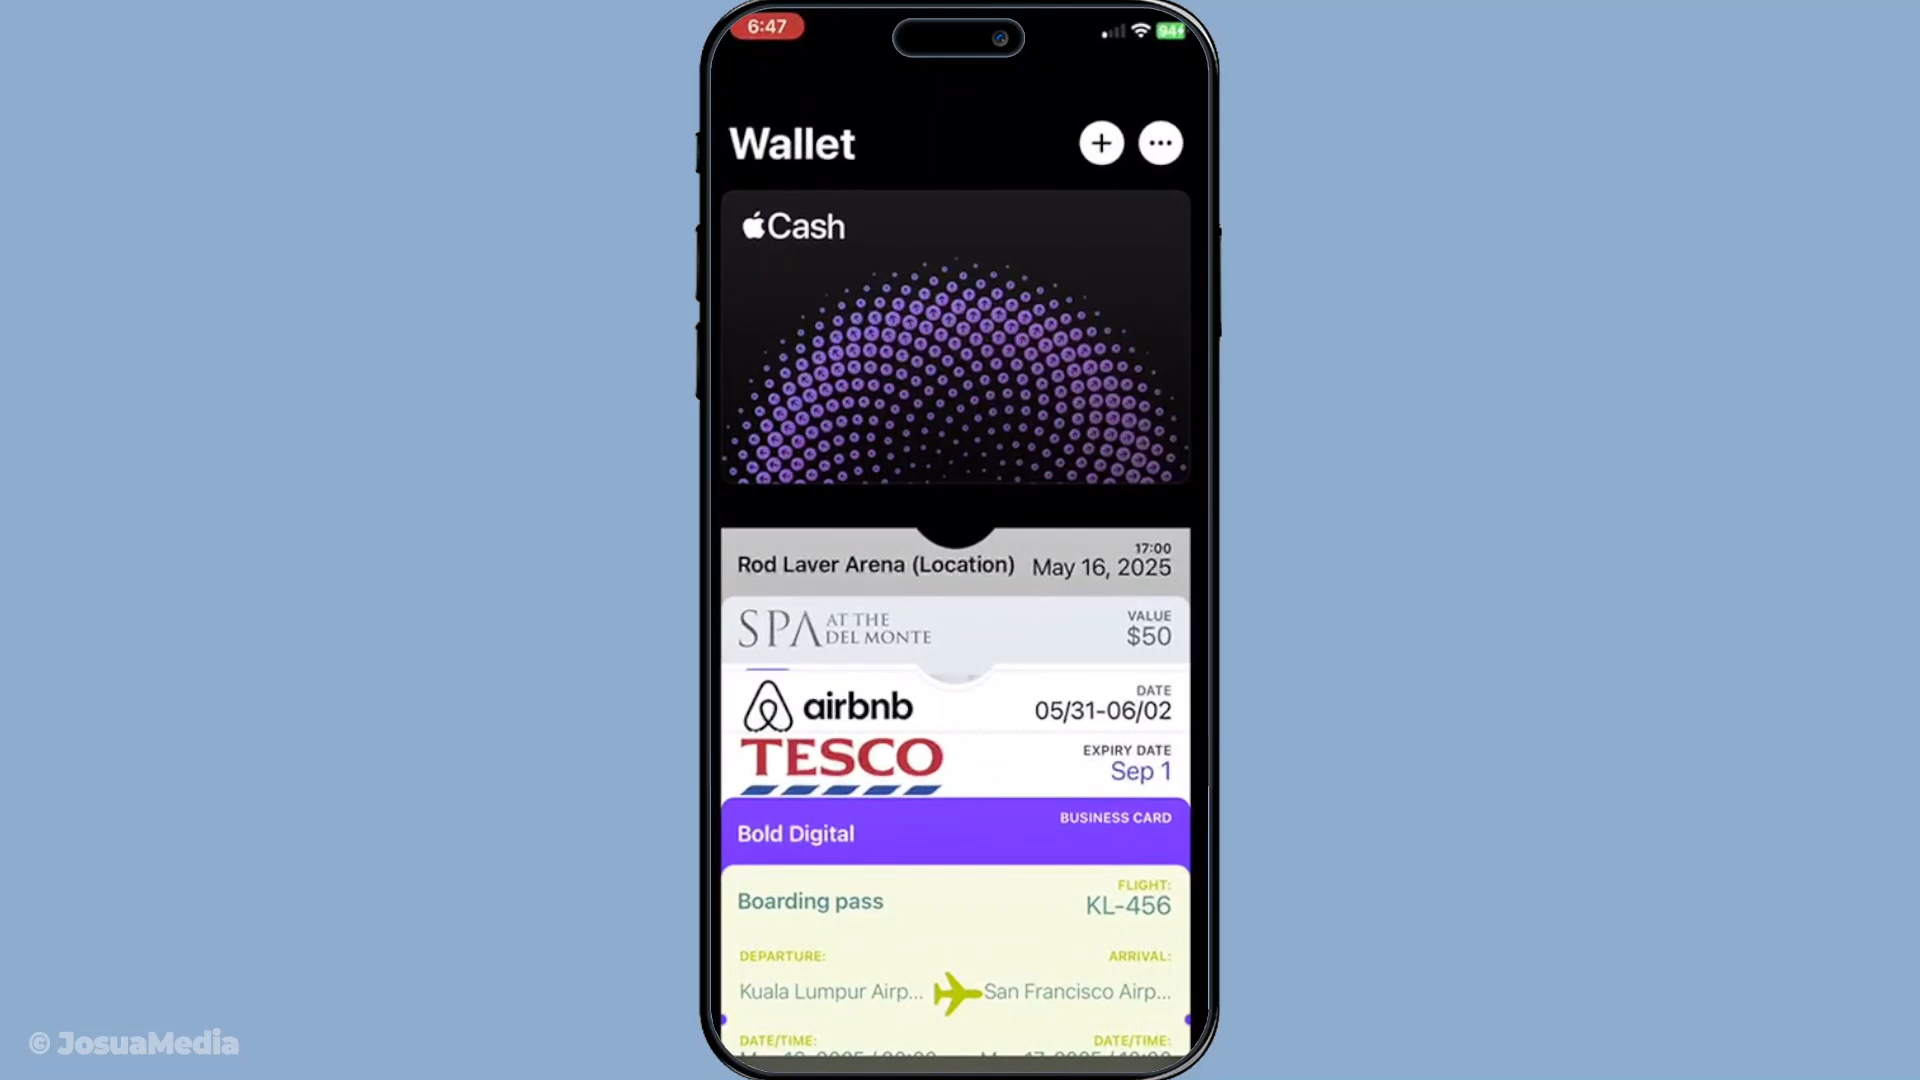 6:47
94
Wallet
Cash
17:00
Rod Laver Arena (Location) May 16, 2025
SPA AT THE DEL MONTE
VALUE
$50
airbnb
DATE
05/31-06/02
TESCO
EXPIRY DATE
Sep 1
BUSINESS CARD
Bold Digital
FLIGHT:
Boarding pass KL-456
DEPARTURE: ARRIVAL:
Kuala Lumpur Airp... San Francisco Airp...
DATE/TIME: DATE/TIME:
© JosuaMedia